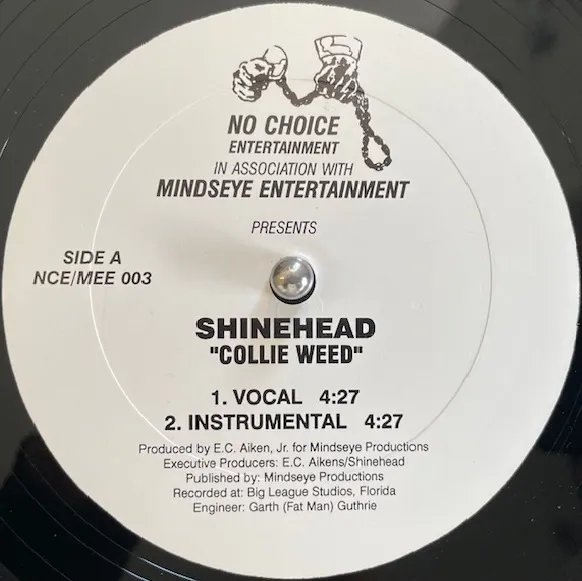 NO CHOICE
ENTERTAINMENT
IN ASSOCIATION WITH
MINDSEYE ENTERTAINMENT
PRESENTS
SIDE A
NCE/MEE 003
SHINEHEAD
"COLLIE WEED"
1. VOCAL 4:27
2. INSTRUMENTAL 4:27
Produced by E.C. Aiken, Jr. for Mindseye Productions
Executive Producers: E.C. Aikens/Shinehead
Published by: Mindseye Productions
Recorded at: Big League Studios, Florida
Engineer: Garth (Fat Man) Guthrie